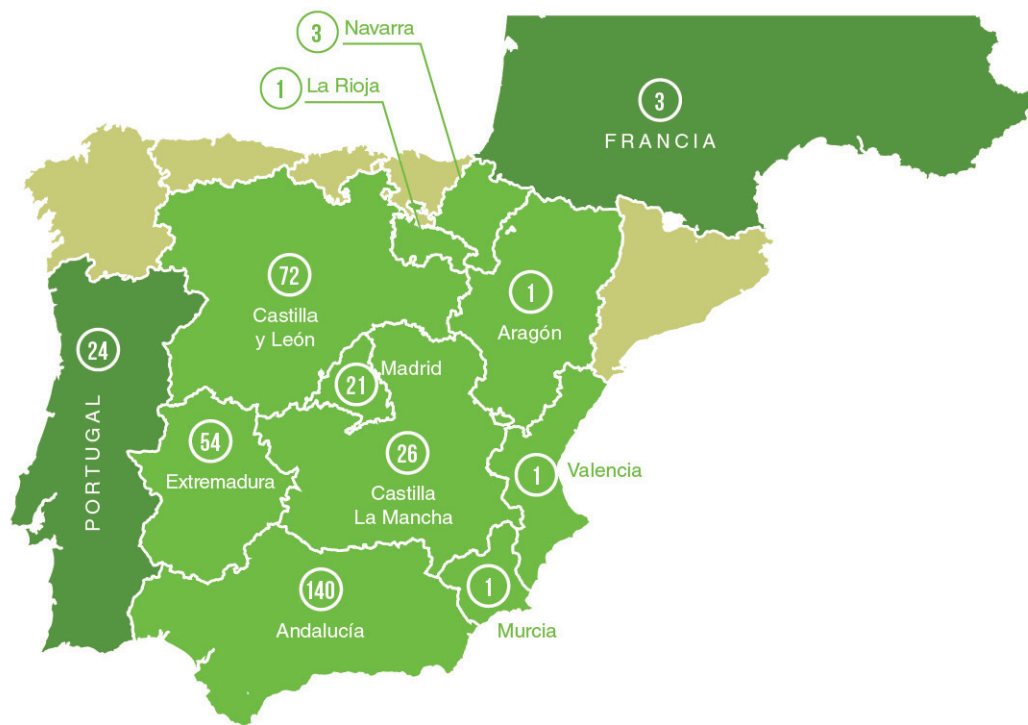 3 Navarra
1 La Rioja
3
FRANCIA
72
Castilla
y León
1
Aragón
24
PORTUGAL
Madrid
21
54
Extremadura
26
Castilla
La Mancha
1 Valencia
140
Andalucía
1
Murcia